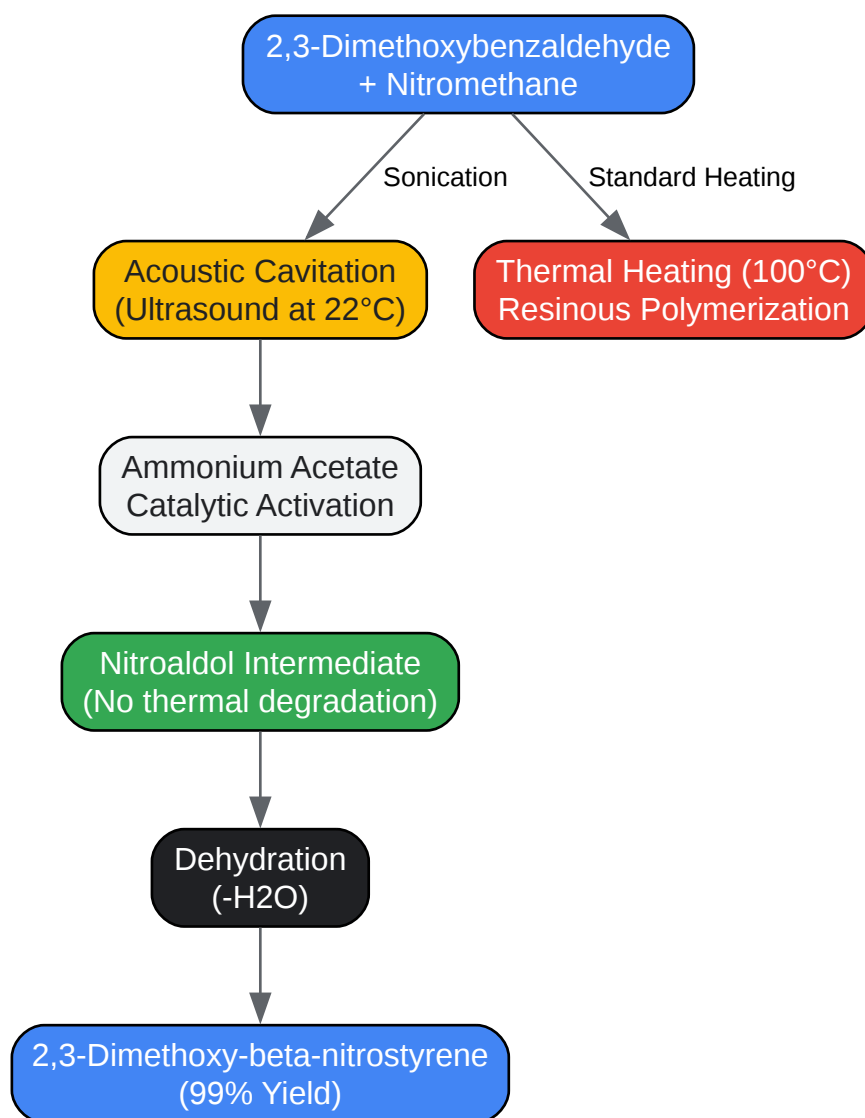 2,3-Dimethoxybenzaldehyde
+ Nitromethane
Sonication
Standard Heating
Acoustic Cavitation
(Ultrasound at 22°C)
Thermal Heating (100°C)
Resinous Polymerization
Ammonium Acetate
Catalytic Activation
Nitroaldol Intermediate
(No thermal degradation)
Dehydration
(-H2O)
2,3-Dimethoxy-beta-nitrostyrene
(99% Yield)